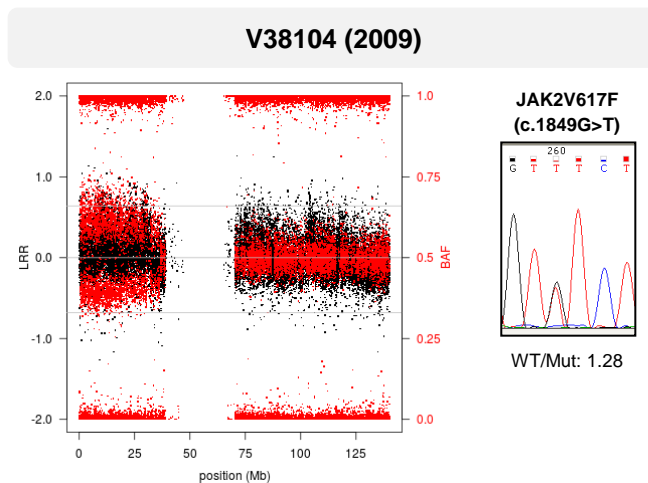 V38104 (2009)
2.0
1.0
0.0
-1.0
-2.0
LRR
0
25
50
75
100
125
position (Mb)
1.0
0.75
0.5
0.25
0.0
BAF
JAK2V617F
(c.1849G>T)
260
G T T T C T
WT/Mut: 1.28